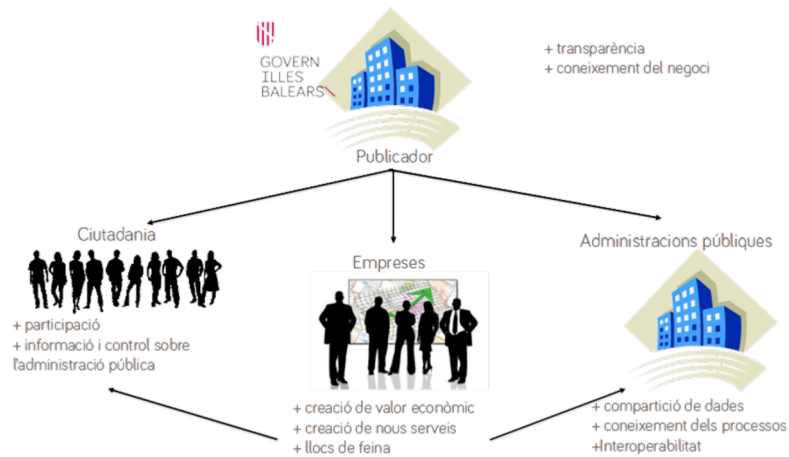 GOVERN
ILLES
BALEARS
+ transparència
+ coneixement del negoci
Publicador
Ciutadania
+ participació
+ informació i control sobre
l'administració pública
Empreses
+ creació de valor econòmic
+ creació de nous serveis
+ llocs de feina
Administracions públiques
+ compartició de dades
+ coneixement dels processos
+Interoperabilitat